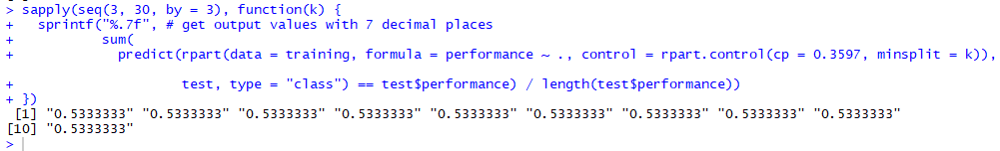 > sapply(seq(3, 30, by = 3), function(k) {
+   sprintf("%.7f", # get output values with 7 decimal places
+           sum(
+             predict(rpart(data = training, formula = performance ~ ., control = rpart.control(cp = 0.3597, minsplit = k)),
+                     test, type = "class") == test$performance) / length(test$performance))
+ })
[1] "0.5333333" "0.5333333" "0.5333333" "0.5333333" "0.5333333" "0.5333333" "0.5333333" "0.5333333" "0.5333333"
[10] "0.5333333"
>